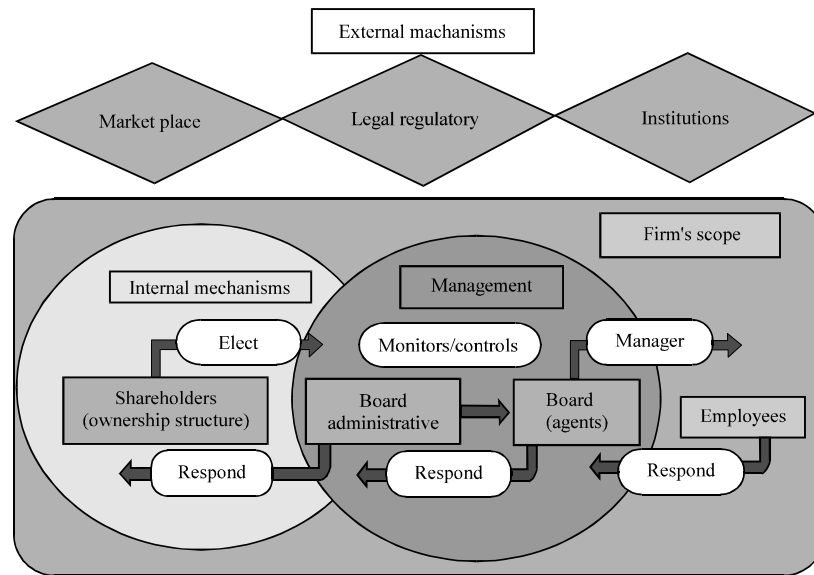 External machanisms
Market place
Legal regulatory
Institutions
Firm's scope
Internal mechanisms
Management
Elect
Monitors/controls
Manager
Shareholders
(ownership structure)
Board
administrative
Board
(agents)
Employees
Respond
Respond
Respond